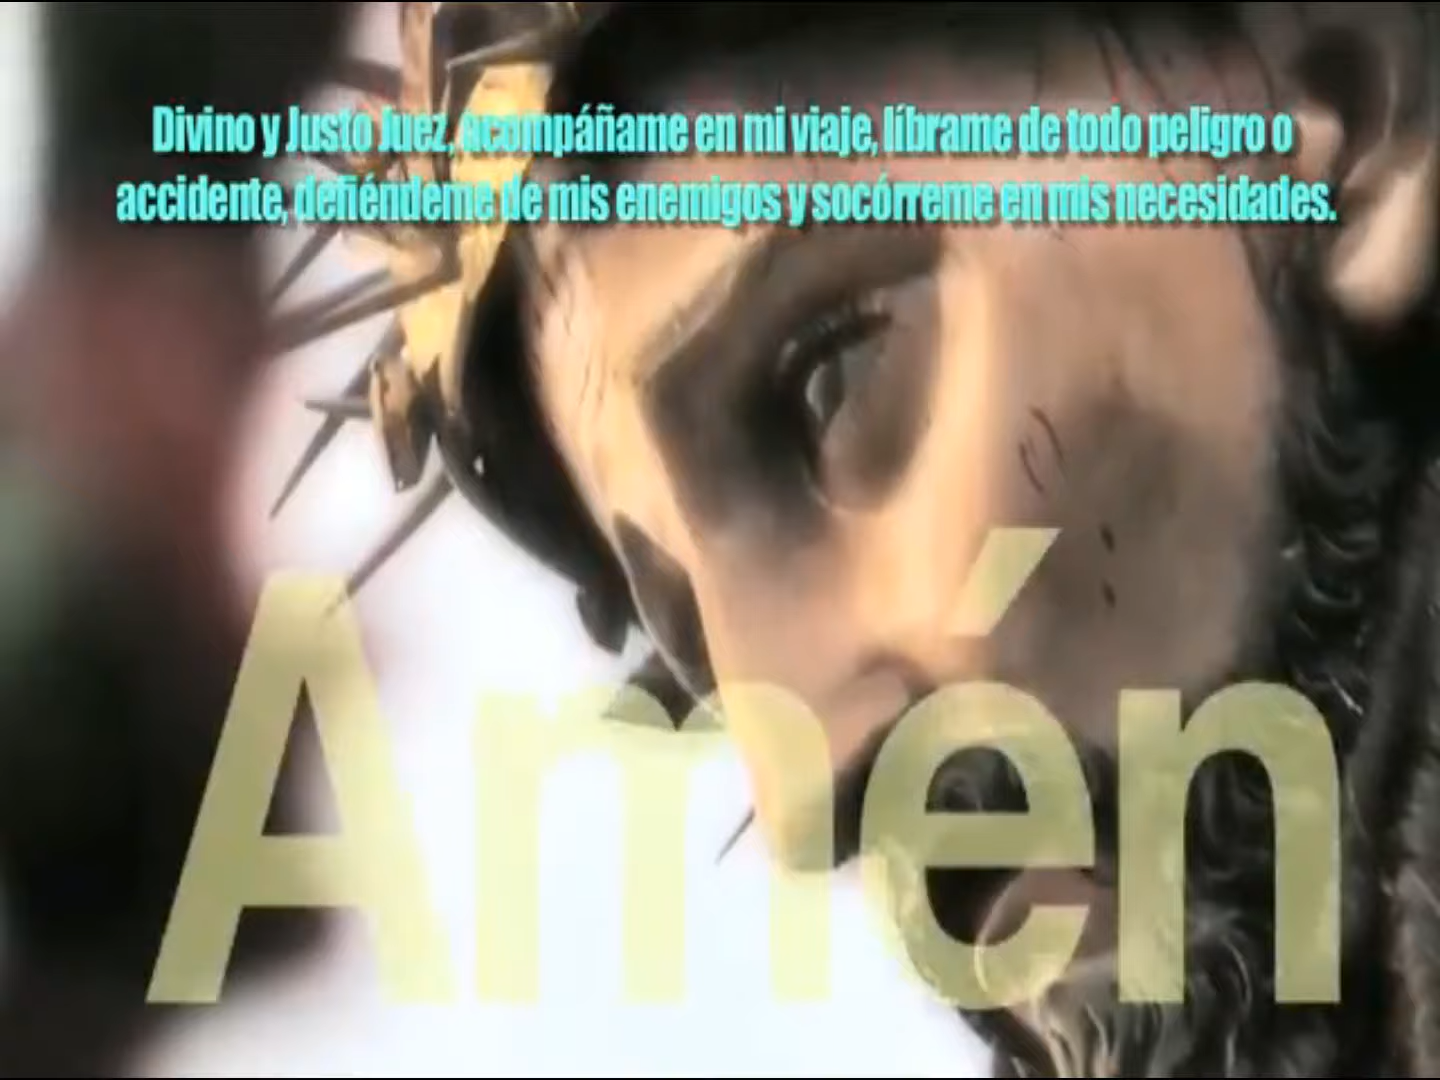 Divino y Justo Juez, acompáñame en mi viaje, líbrame de todo peligro o
accidente, defiéndeme de mis enemigos y socórreme en mis necesidades.
Amén